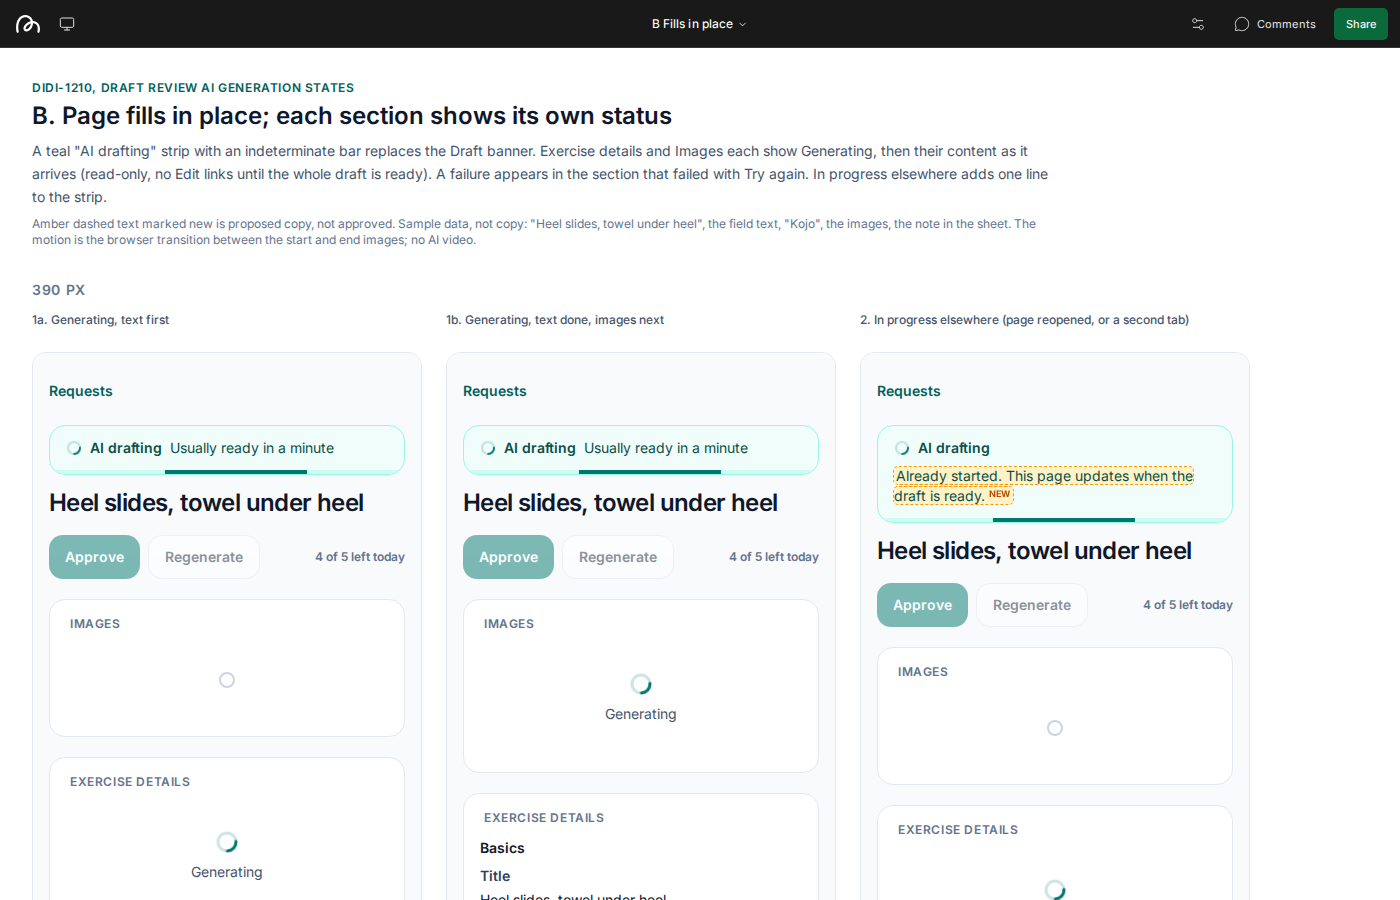 B Fills in place
Comments
Share
DIDI-1210, DRAFT REVIEW AI GENERATION STATES
B. Page fills in place; each section shows its own status
A teal "AI drafting" strip with an indeterminate bar replaces the Draft banner. Exercise details and Images each show Generating, then their content as it
arrives (read-only, no Edit links until the whole draft is ready). A failure appears in the section that failed with Try again. In progress elsewhere adds one line
to the strip.
Amber dashed text marked new is proposed copy, not approved. Sample data, not copy: "Heel slides, towel under heel", the field text, "Kojo", the images, the note in the sheet. The
motion is the browser transition between the start and end images; no AI video.
390 PX
1a. Generating, text first
Requests
AI drafting Usually ready in a minute
Heel slides, towel under heel
Approve
Regenerate
4 of 5 left today
IMAGES
EXERCISE DETAILS
Generating
1b. Generating, text done, images next
Requests
AI drafting Usually ready in a minute
Heel slides, towel under heel
Approve
Regenerate
4 of 5 left today
IMAGES
Generating
EXERCISE DETAILS
Basics
Title
Heel slides, towel under heel
2. In progress elsewhere (page reopened, or a second tab)
Requests
AI drafting
Already started. This page updates when the
draft is ready. NEW
Heel slides, towel under heel
Approve
Regenerate
4 of 5 left today
IMAGES
EXERCISE DETAILS